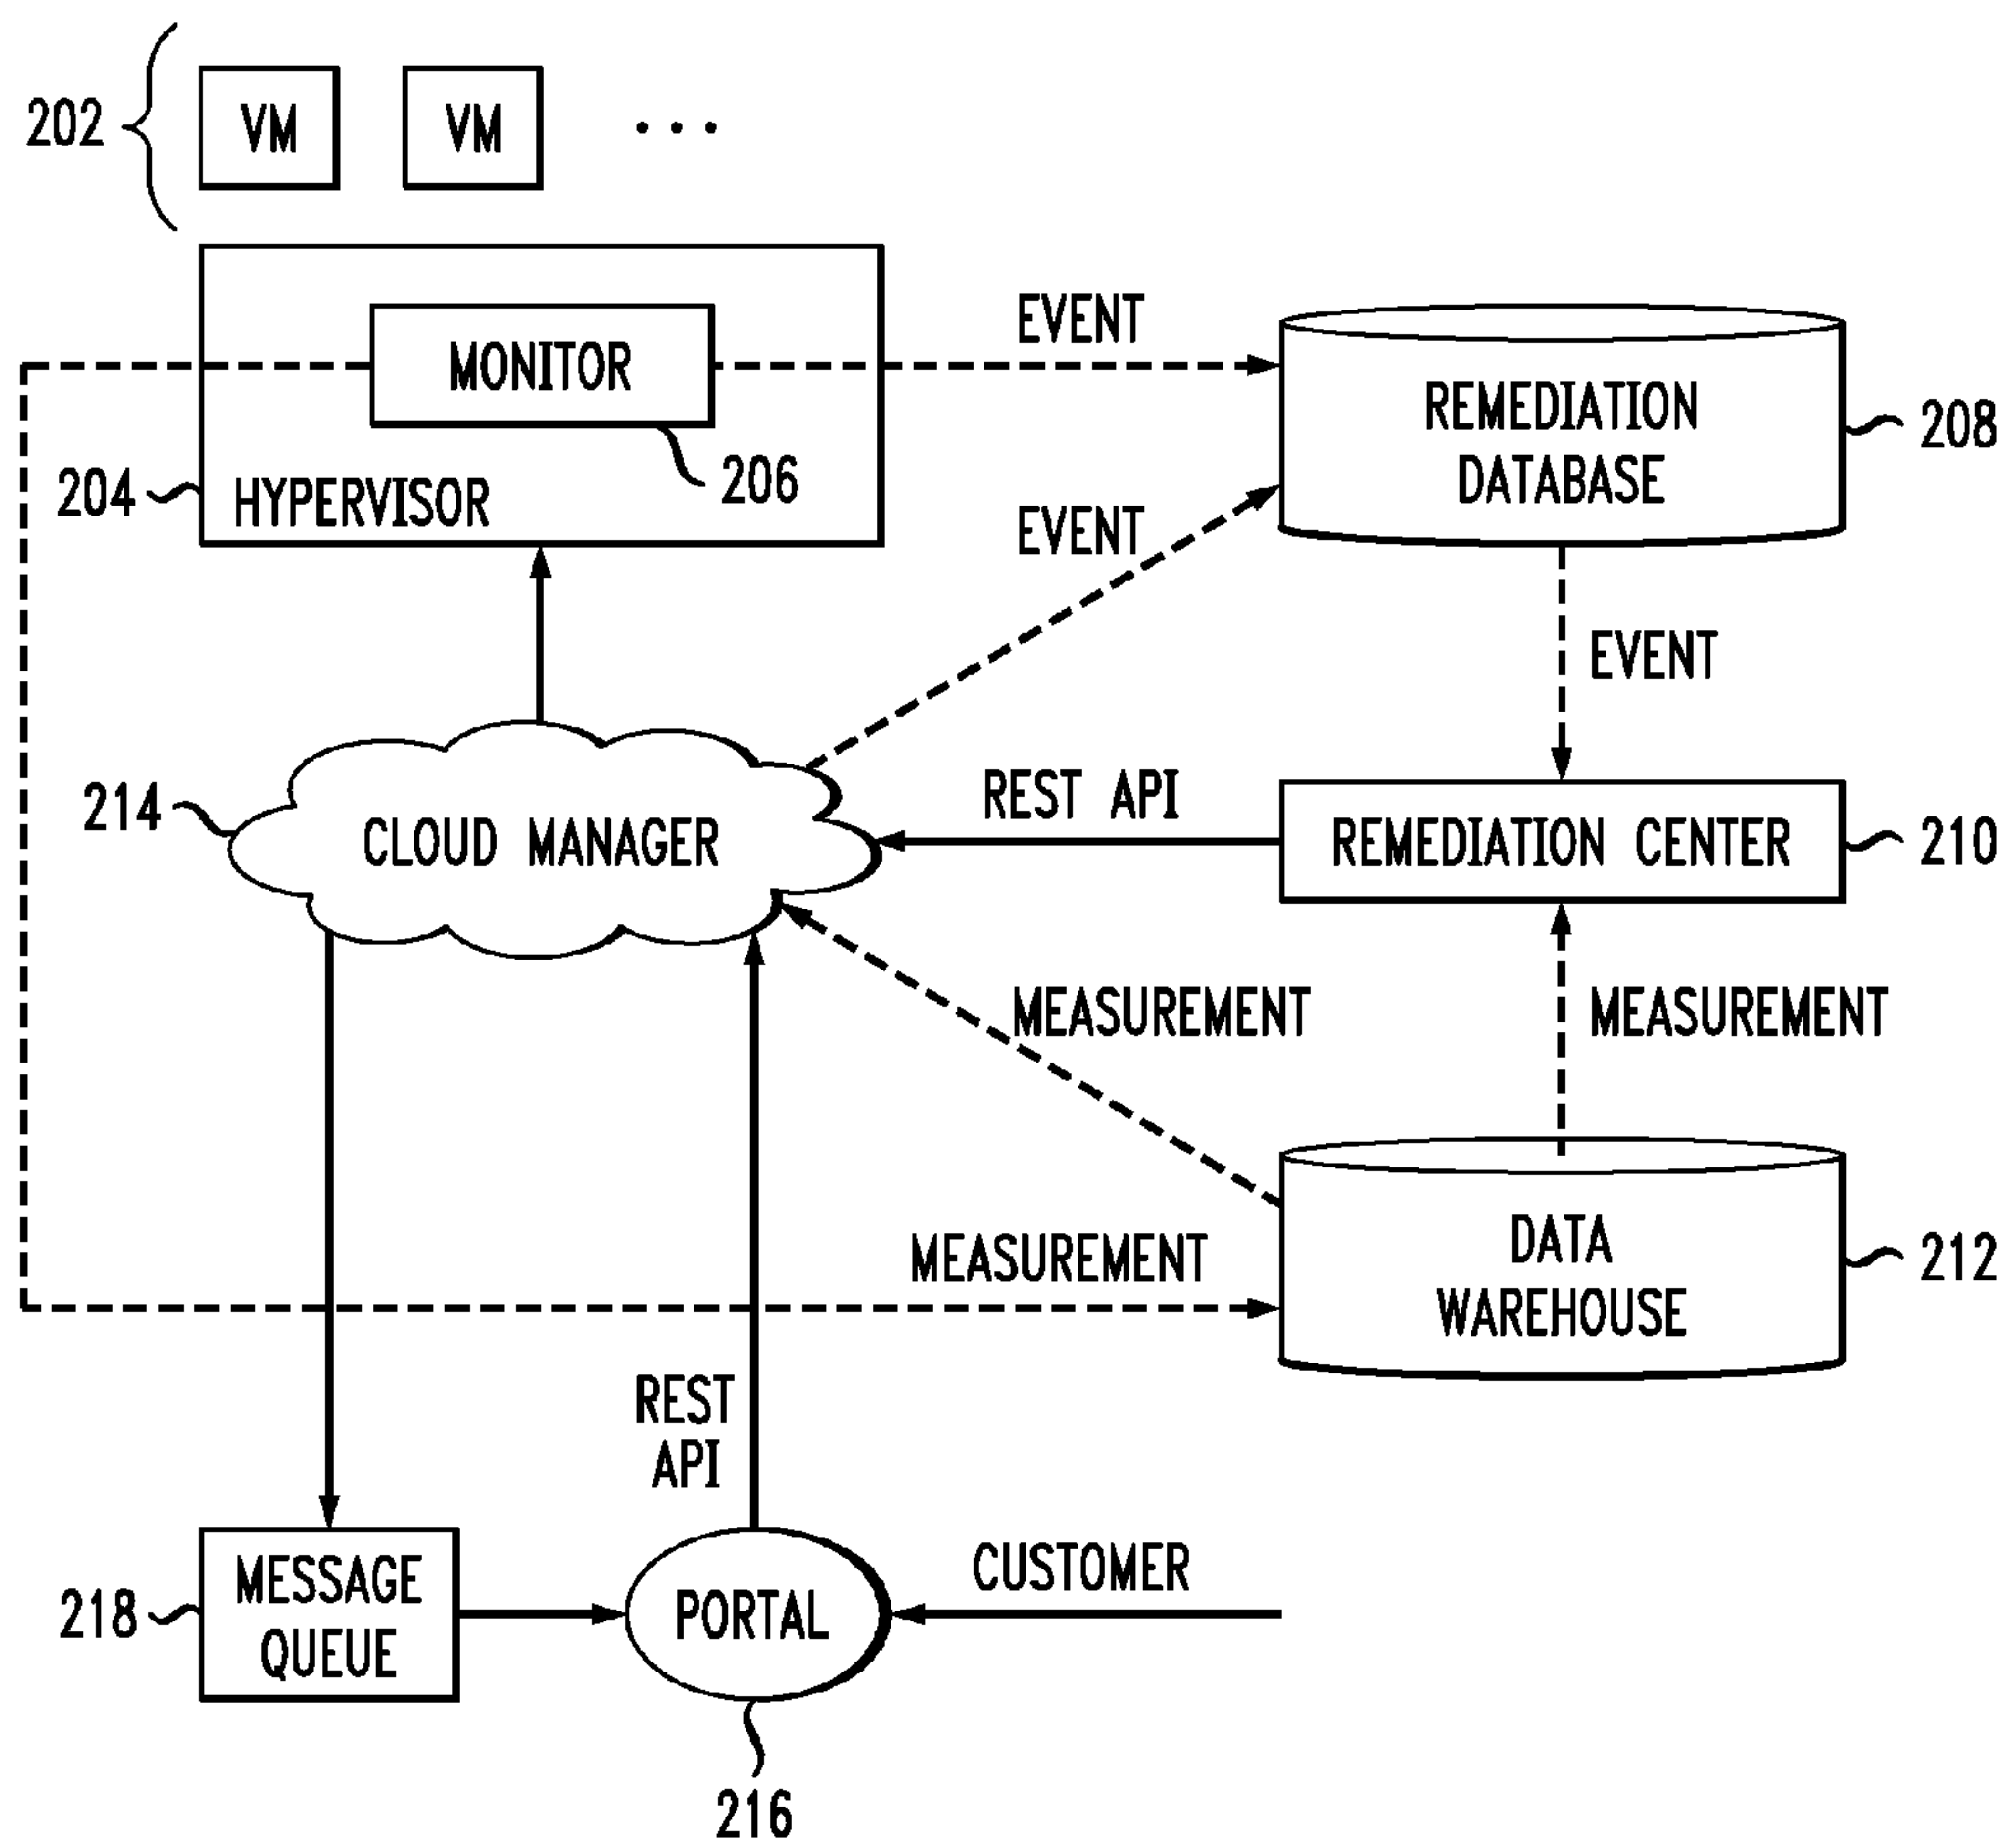 202
VM
VM
...
EVENT
MONITOR
REMEDIATION
DATABASE
208
206
204
HYPERVISOR
EVENT
EVENT
REST API
214
CLOUD MANAGER
REMEDIATION CENTER
210
MEASUREMENT
MEASUREMENT
DATA
WAREHOUSE
212
MEASUREMENT
REST
API
CUSTOMER
MESSAGE
QUEUE
218
PORTAL
216